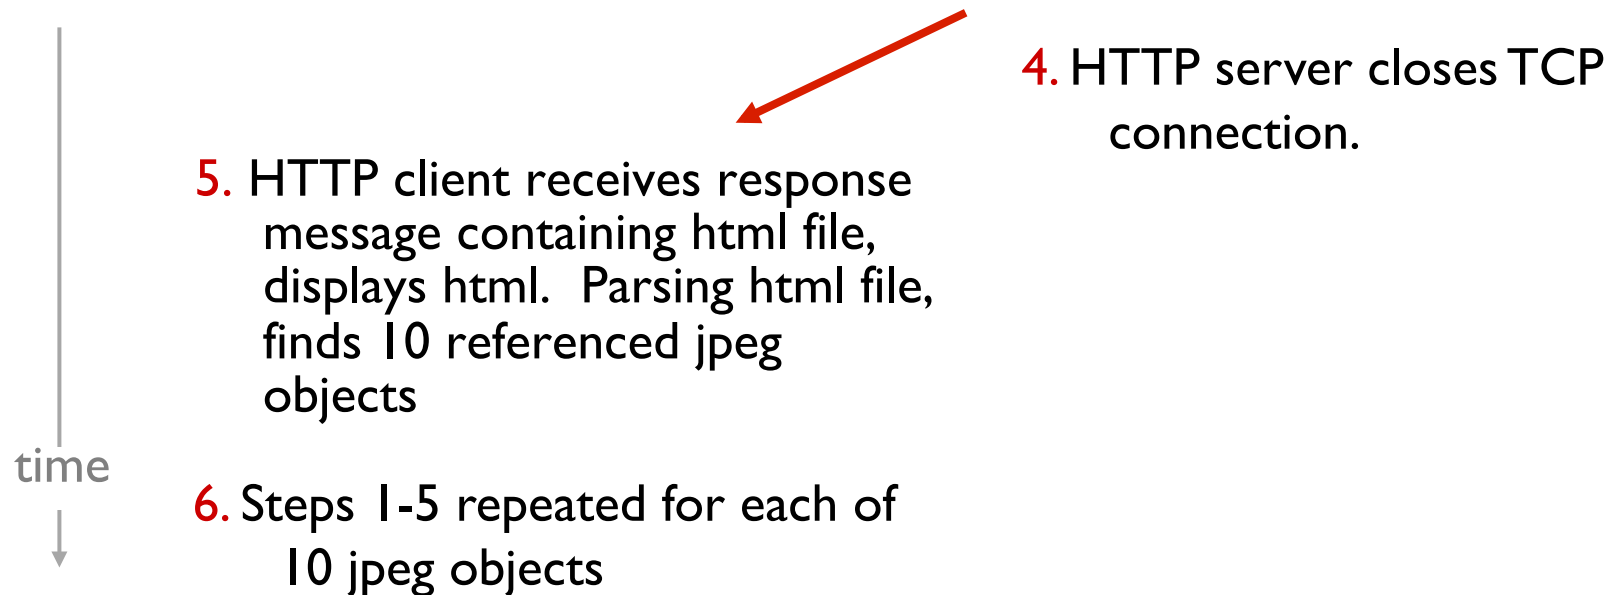 4. HTTP server closes TCP
connection.
5. HTTP client receives response
message containing html file,
displays html.  Parsing html file,
finds 10 referenced jpeg
objects
time
6. Steps 1-5 repeated for each of
10 jpeg objects